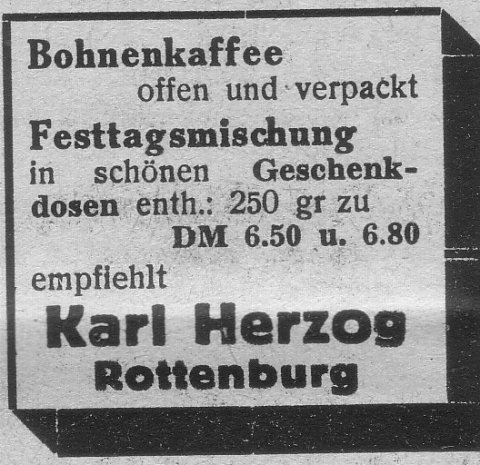 Bohnenkaffee
offen und verpackt
Festtagsmischung
in schönen Geschenk-
dosen enth.: 250 gr zu
DM 6.50 u. 6.80
empfiehlt
Karl Herzog
Rottenburg